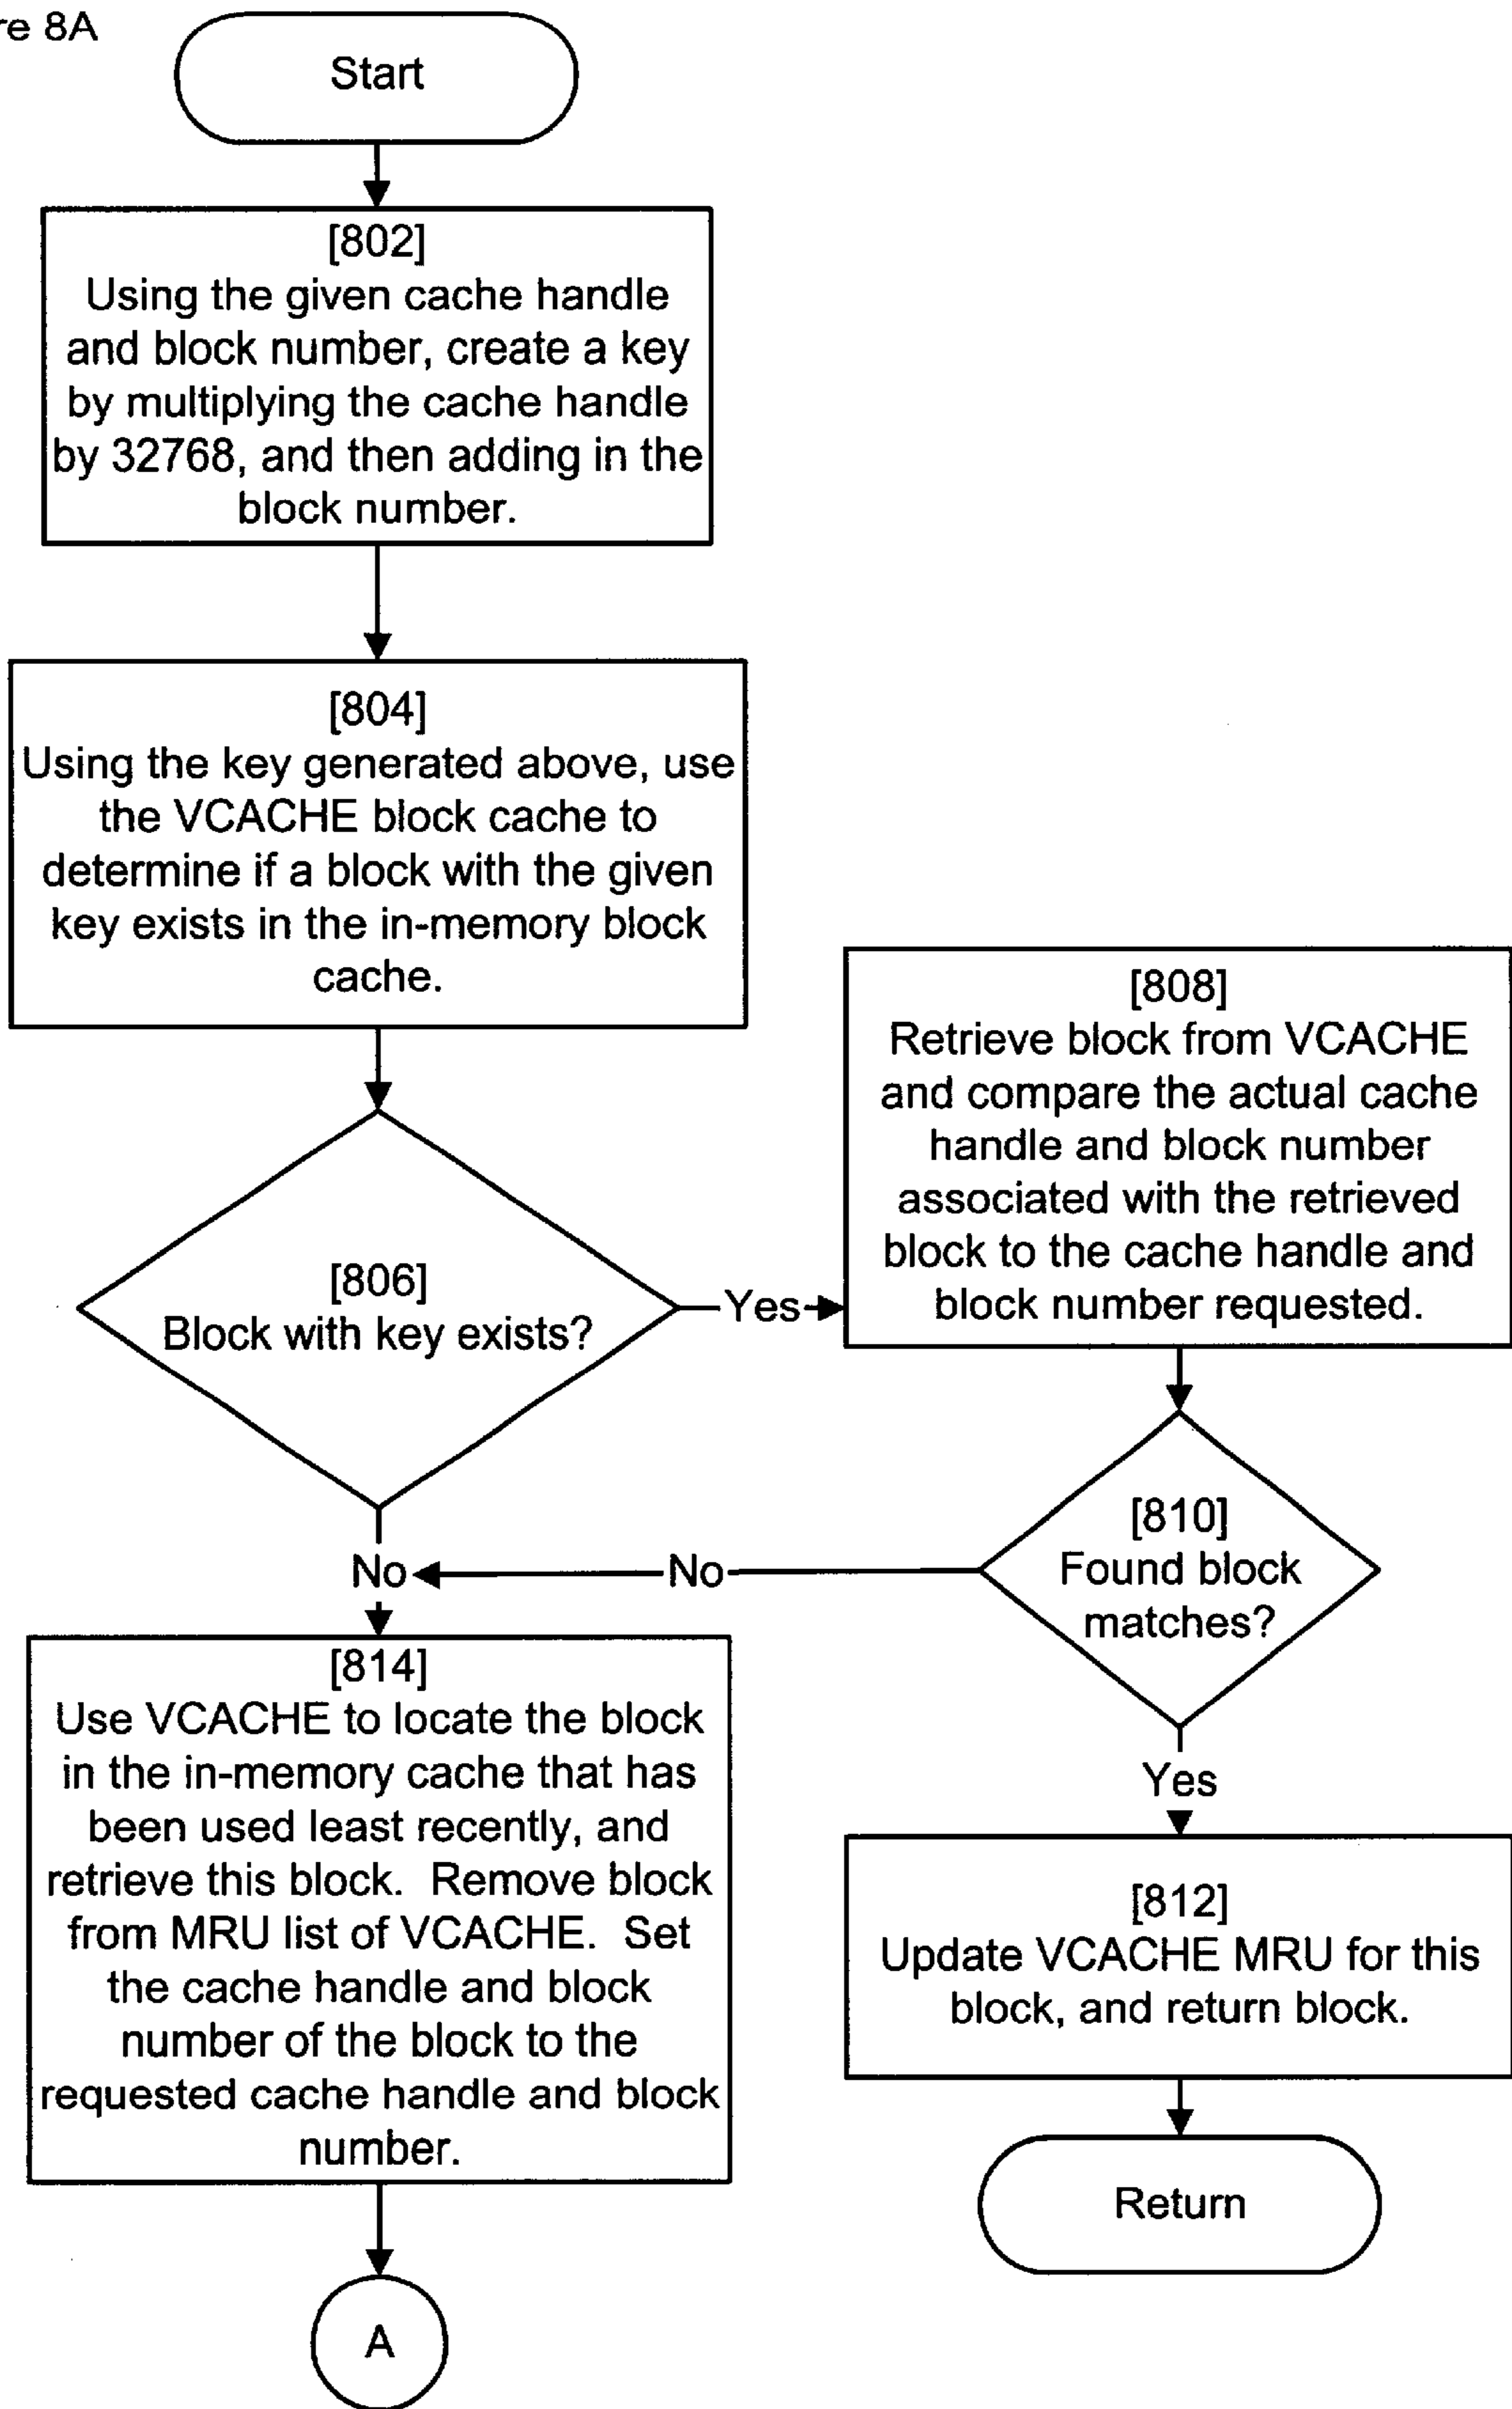 re 8A
Start
[802]
Using the given cache handle
and block number, create a key
by multiplying the cache handle
by 32768, and then adding in the
block number.
[804]
Using the key generated above, use
the VCACHE block cache to
determine if a block with the given
key exists in the in-memory block
cache.
[806]
Block with key exists?
Yes
[808]
Retrieve block from VCACHE
and compare the actual cache
handle and block number
associated with the retrieved
block to the cache handle and
block number requested.
[810]
Found block
matches?
No
No
Yes
[812]
Update VCACHE MRU for this
block, and return block.
Return
[814]
Use VCACHE to locate the block
in the in-memory cache that has
been used least recently, and
retrieve this block. Remove block
from MRU list of VCACHE. Set
the cache handle and block
number of the block to the
requested cache handle and block
number.
A